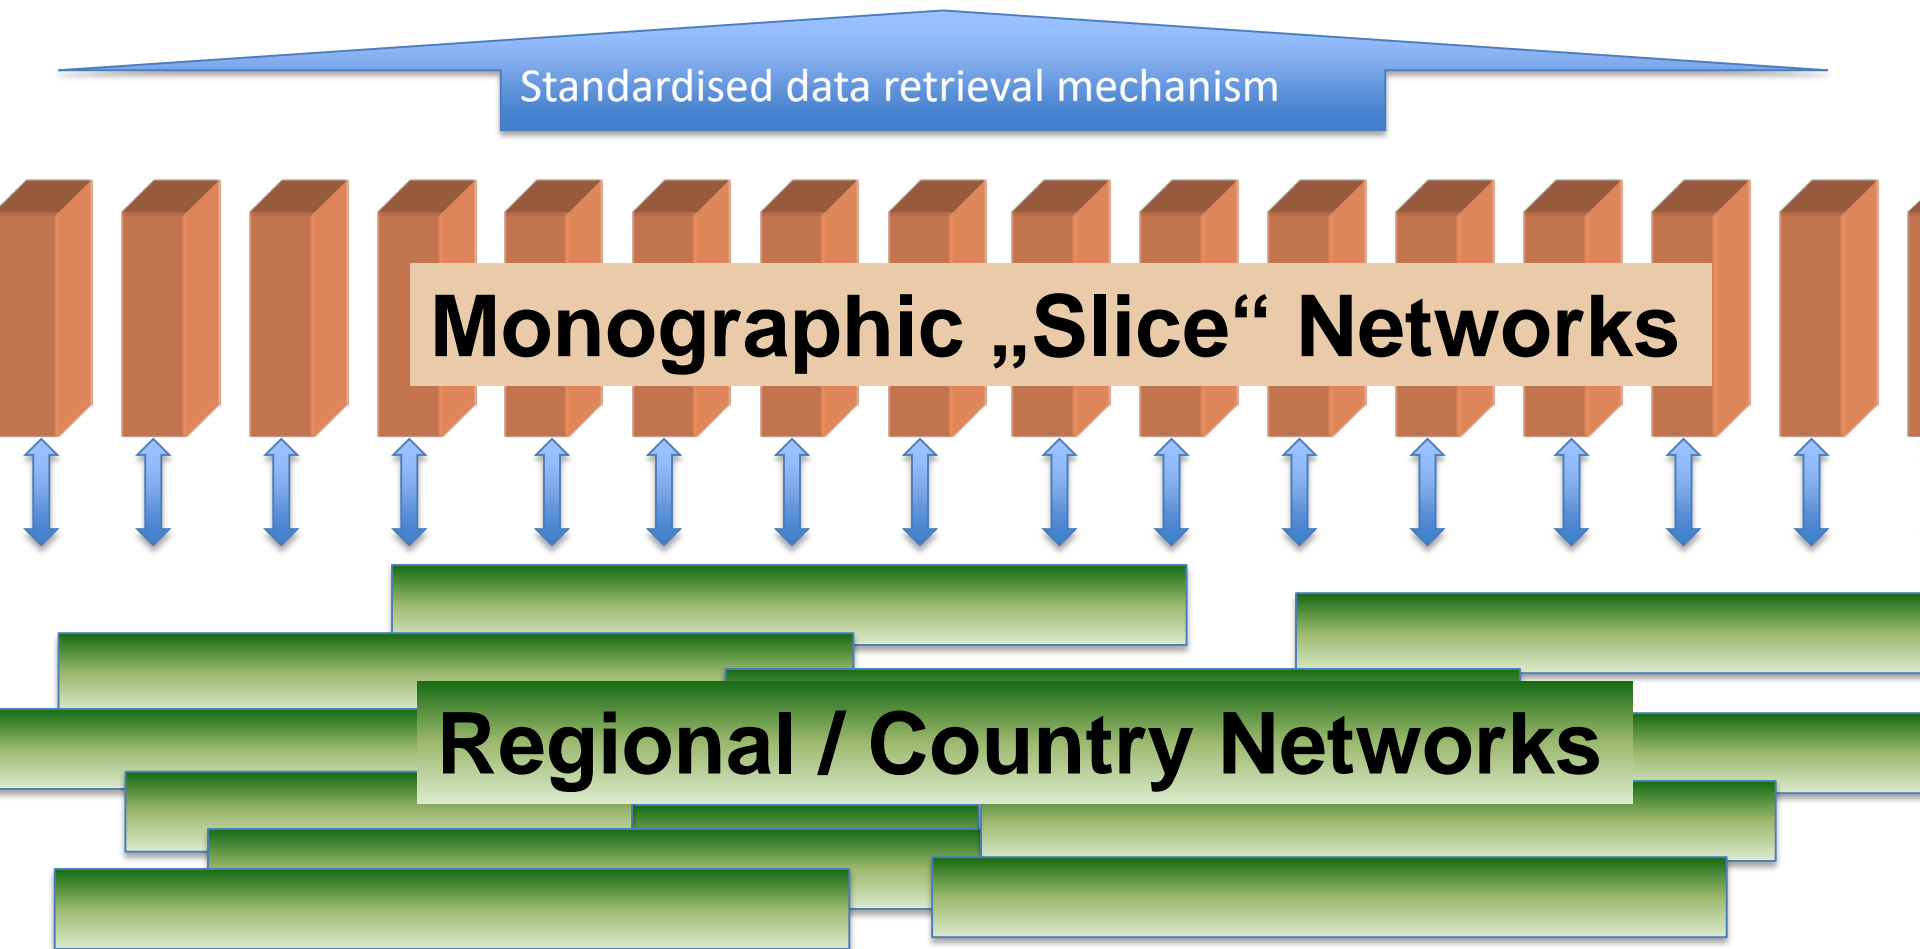 Standardised data retrieval mechanism
Monographic „Slice“ Networks
Regional / Country Networks